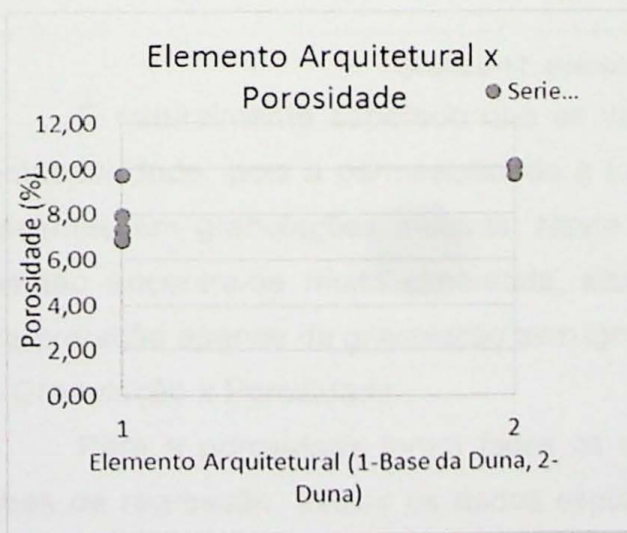 Elemento Arquitetural x
Porosidade
Serie...
Porosidade (%)
12,00
10,00
8,00
6,00
4,00
2,00
0,00
1
2
Elemento Arquitetural (1-Base da Duna, 2-
Duna)